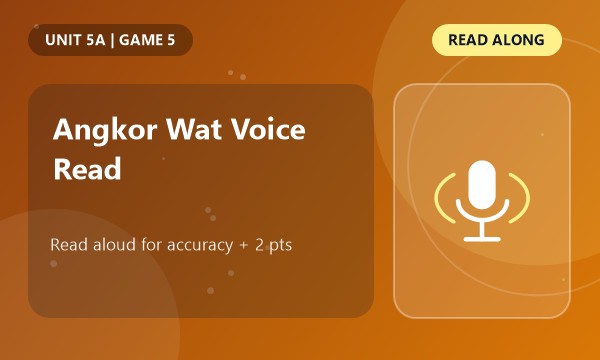 UNIT 5A | GAME 5
READ ALONG
Angkor Wat Voice
Read
Read aloud for accuracy + 2 pts